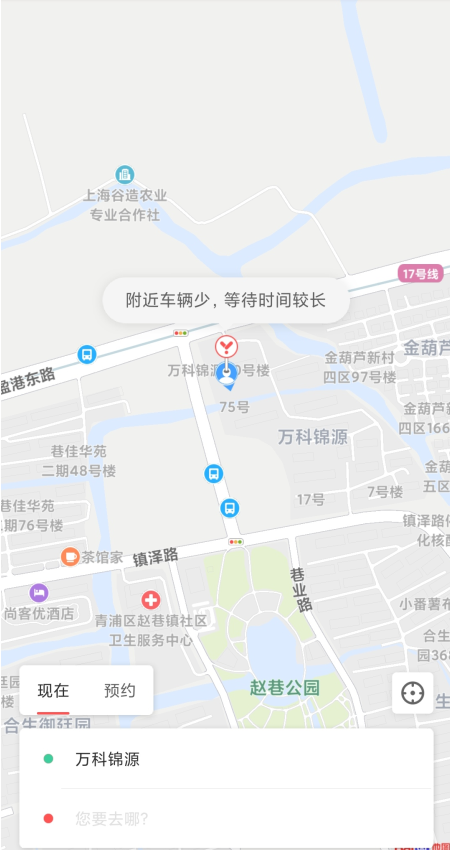 上海谷造农业
专业合作社
17号线
附近车辆少，等待时间较长
盈港东路
万科锦源
0号楼
75号
金葫芦新村
四区97号楼
金葫芦
金葫芦
四区166
万科锦源
巷佳华苑
二期48号楼
金葫
五区
17号
7号楼
巷佳华苑
期76号楼
镇泽路
化核
茶馆家
镇泽路
巷业路
尚客优酒店
青浦区赵巷镇社区
卫生服务中心
小番薯布
合生
园368
赵巷公园
现在
预约
合生御廷园
万科锦源
您要去哪?